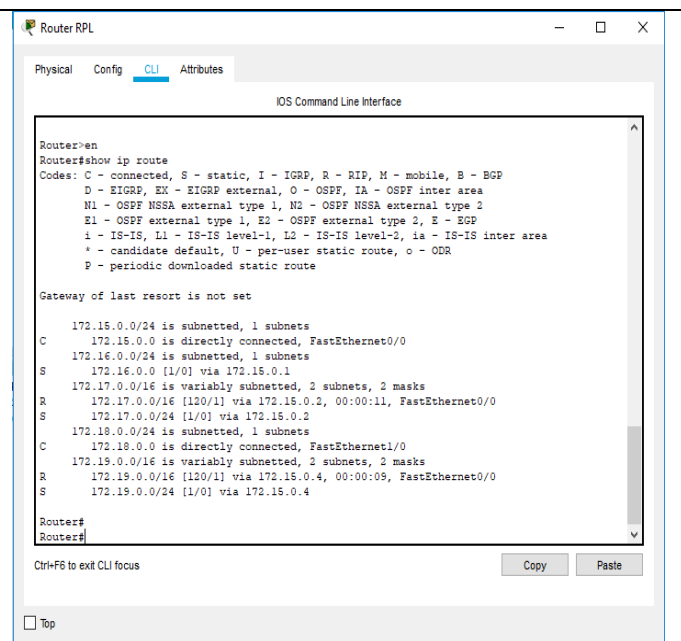 Router RPL
Physical Config CLI Attributes
IOS Command Line Interface
Router>en
Router#show ip route
Codes: C - connected, S - static, I - IGRP, R - RIP, M - mobile, B - BGP
D - EIGRP, EX - EIGRP external, O - OSPF, IA - OSPF inter area
N1 - OSPF NSSA external type 1, N2 - OSPF NSSA external type 2
E1 - OSPF external type 1, E2 - OSPF external type 2, E - EGP
i - IS-IS, L1 - IS-IS level-1, L2 - IS-IS level-2, ia - IS-IS inter area
* - candidate default, U - per-user static route, o - ODR
P - periodic downloaded static route
Gateway of last resort is not set
172.15.0.0/24 is subnetted, 1 subnets
C 172.15.0.0 is directly connected, FastEthernet0/0
172.16.0.0/24 is subnetted, 1 subnets
S 172.16.0.0 [1/0] via 172.15.0.1
172.17.0.0/16 is variably subnetted, 2 subnets, 2 masks
R 172.17.0.0/16 [120/1] via 172.15.0.2, 00:00:11, FastEthernet0/0
S 172.17.0.0/24 [1/0] via 172.15.0.2
172.18.0.0/24 is subnetted, 1 subnets
C 172.18.0.0 is directly connected, FastEthernet1/0
172.19.0.0/16 is variably subnetted, 2 subnets, 2 masks
R 172.19.0.0/16 [120/1] via 172.15.0.4, 00:00:09, FastEthernet0/0
S 172.19.0.0/24 [1/0] via 172.15.0.4
Router#
Router#
Ctrl+F6 to exit CLI focus
Copy Paste
Top